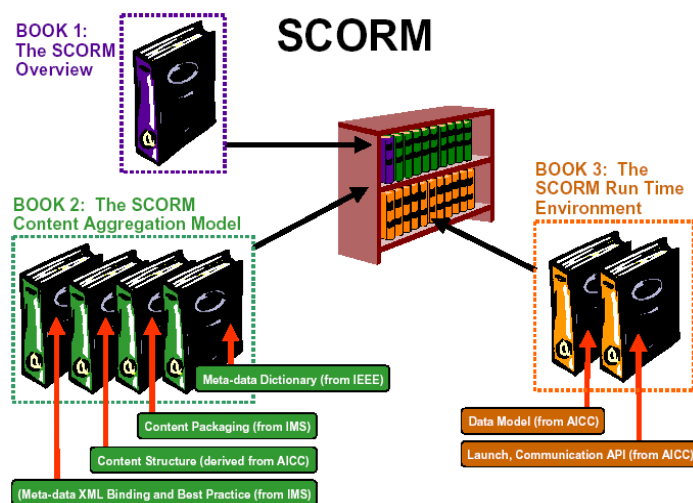 SCORM
BOOK 1:
The SCORM
Overview
BOOK 2: The SCORM
Content Aggregation Model
BOOK 3: The
SCORM Run Time
Environment
Meta-data Dictionary (from IEEE)
Content Packaging (from IMS)
Content Structure (derived from AICC)
(Meta-data XML Binding and Best Practice (from IMS)
Data Model (from AICC)
Launch, Communication API (from AICC)